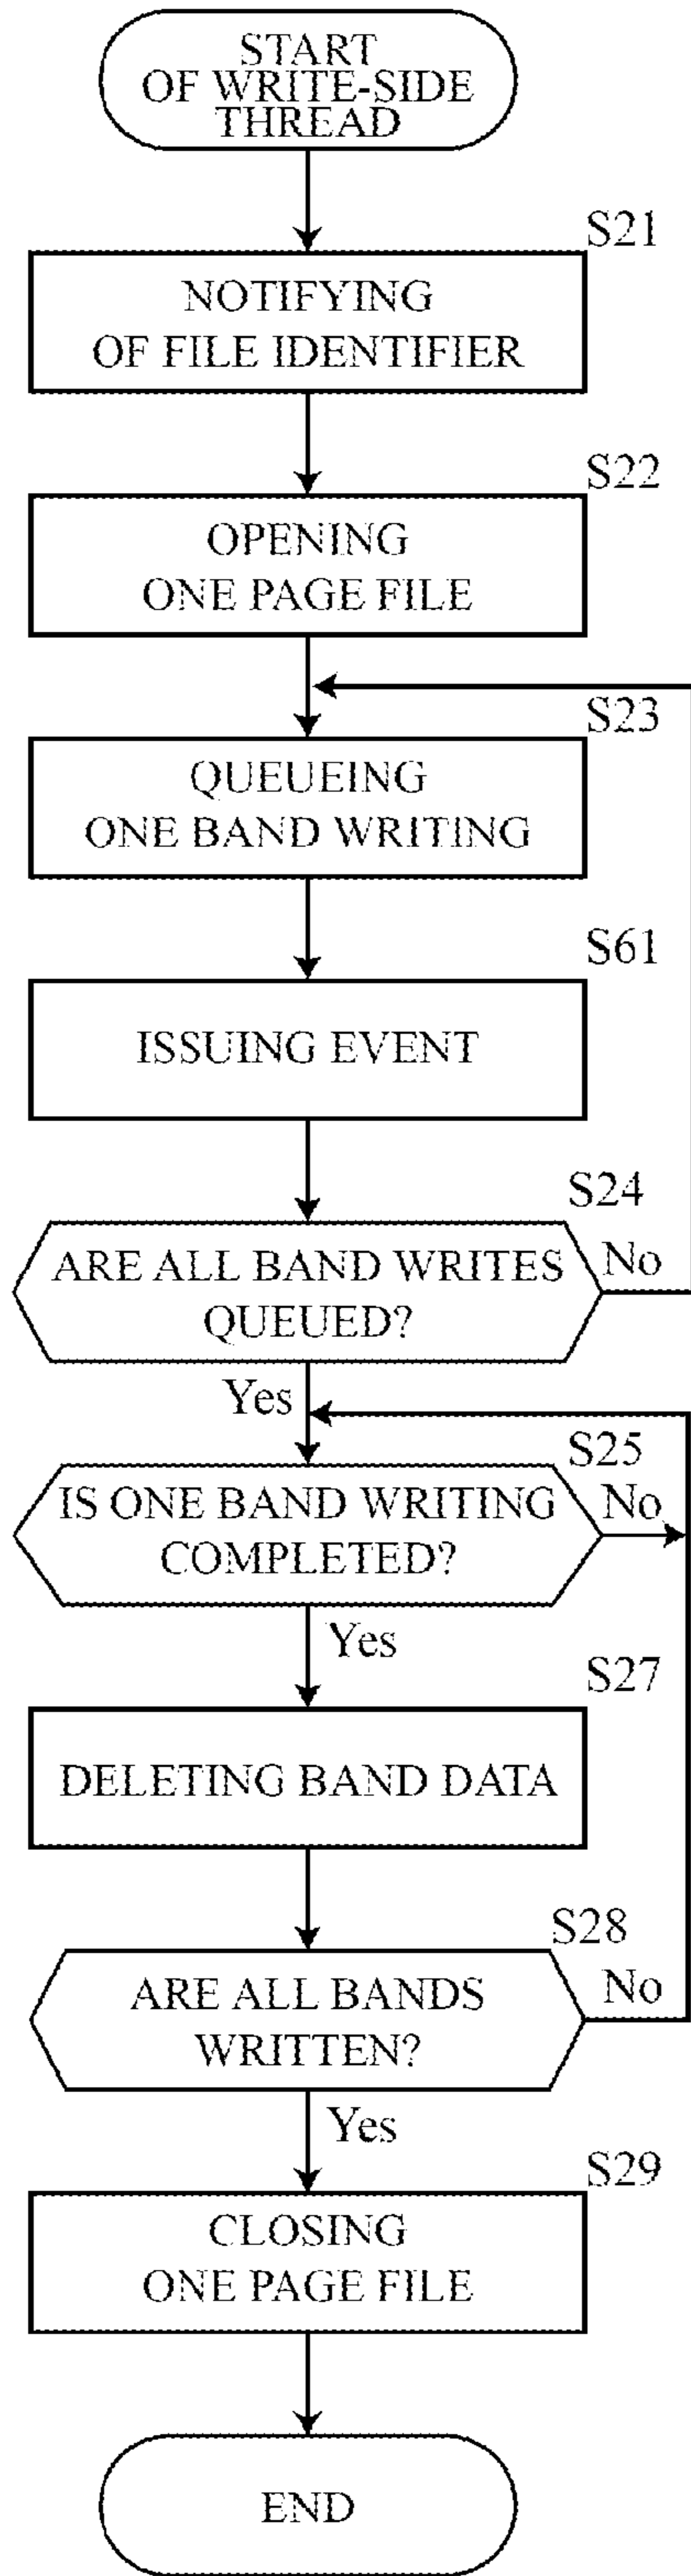 START
OF WRITE-SIDE
THREAD
S21
NOTIFYING
OF FILE IDENTIFIER
S22
OPENING
ONE PAGE FILE
S23
QUEUEING
ONE BAND WRITING
S61
ISSUING EVENT
S24
ARE ALL BAND WRITES
QUEUED?
No
Yes
S25
IS ONE BAND WRITING
COMPLETED?
No
Yes
S27
DELETING BAND DATA
S28
ARE ALL BANDS
WRITTEN?
No
Yes
S29
CLOSING
ONE PAGE FILE
END